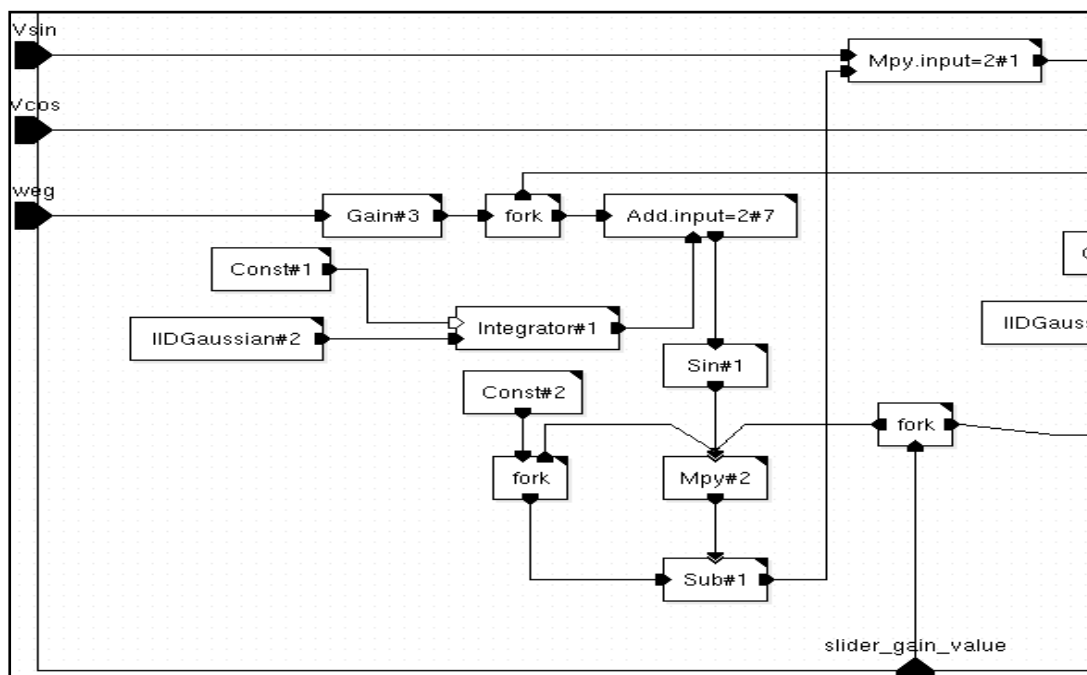 Vsin
Mpy.input=2#1
Vcos
weg
Gain#3
fork
Add.input=2#7
Const#1
IIDGaussian#2
Integrator#1
IIDGauss
Sin#1
Const#2
fork
fork
Mpy#2
Sub#1
slider_gain_value